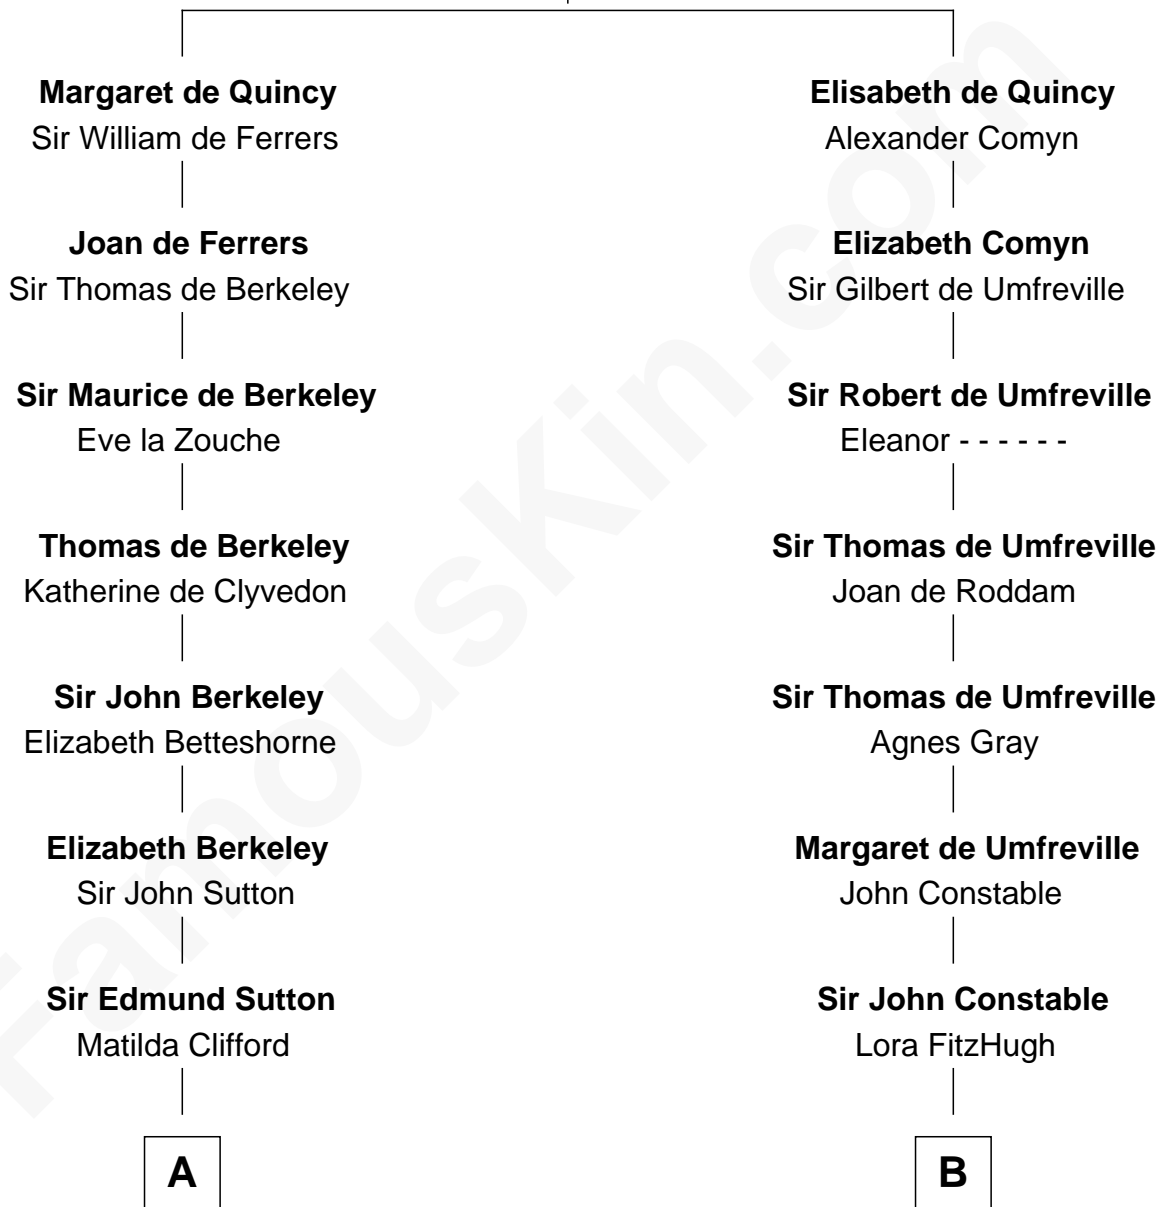 Margaret de Quincy
Sir William de Ferrers
Elisabeth de Quincy
Alexander Comyn
Joan de Ferrers
Sir Thomas de Berkeley
Elizabeth Comyn
Sir Gilbert de Umfreville
Sir Maurice de Berkeley
Eve la Zouche
Sir Robert de Umfreville
Eleanor - - - - - -
Thomas de Berkeley
Katherine de Clyvedon
Sir Thomas de Umfreville
Joan de Roddam
Sir John Berkeley
Elizabeth Betteshorne
Sir Thomas de Umfreville
Agnes Gray
Elizabeth Berkeley
Sir John Sutton
Margaret de Umfreville
John Constable
Sir Edmund Sutton
Matilda Clifford
Sir John Constable
Lora FitzHugh
A
B
FamousKin.com